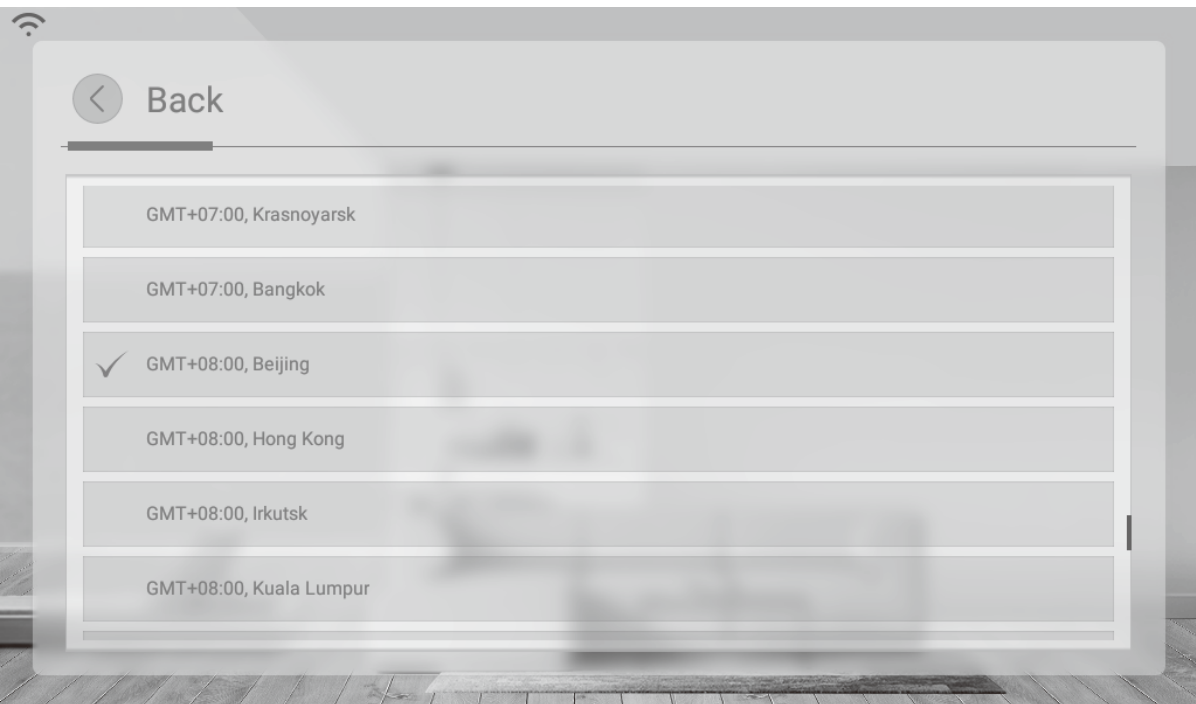 Back
GMT+07:00, Krasnoyarsk
GMT+07:00, Bangkok
GMT+08:00, Beijing
GMT+08:00, Hong Kong
GMT+08:00, Irkutsk
GMT+08:00, Kuala Lumpur